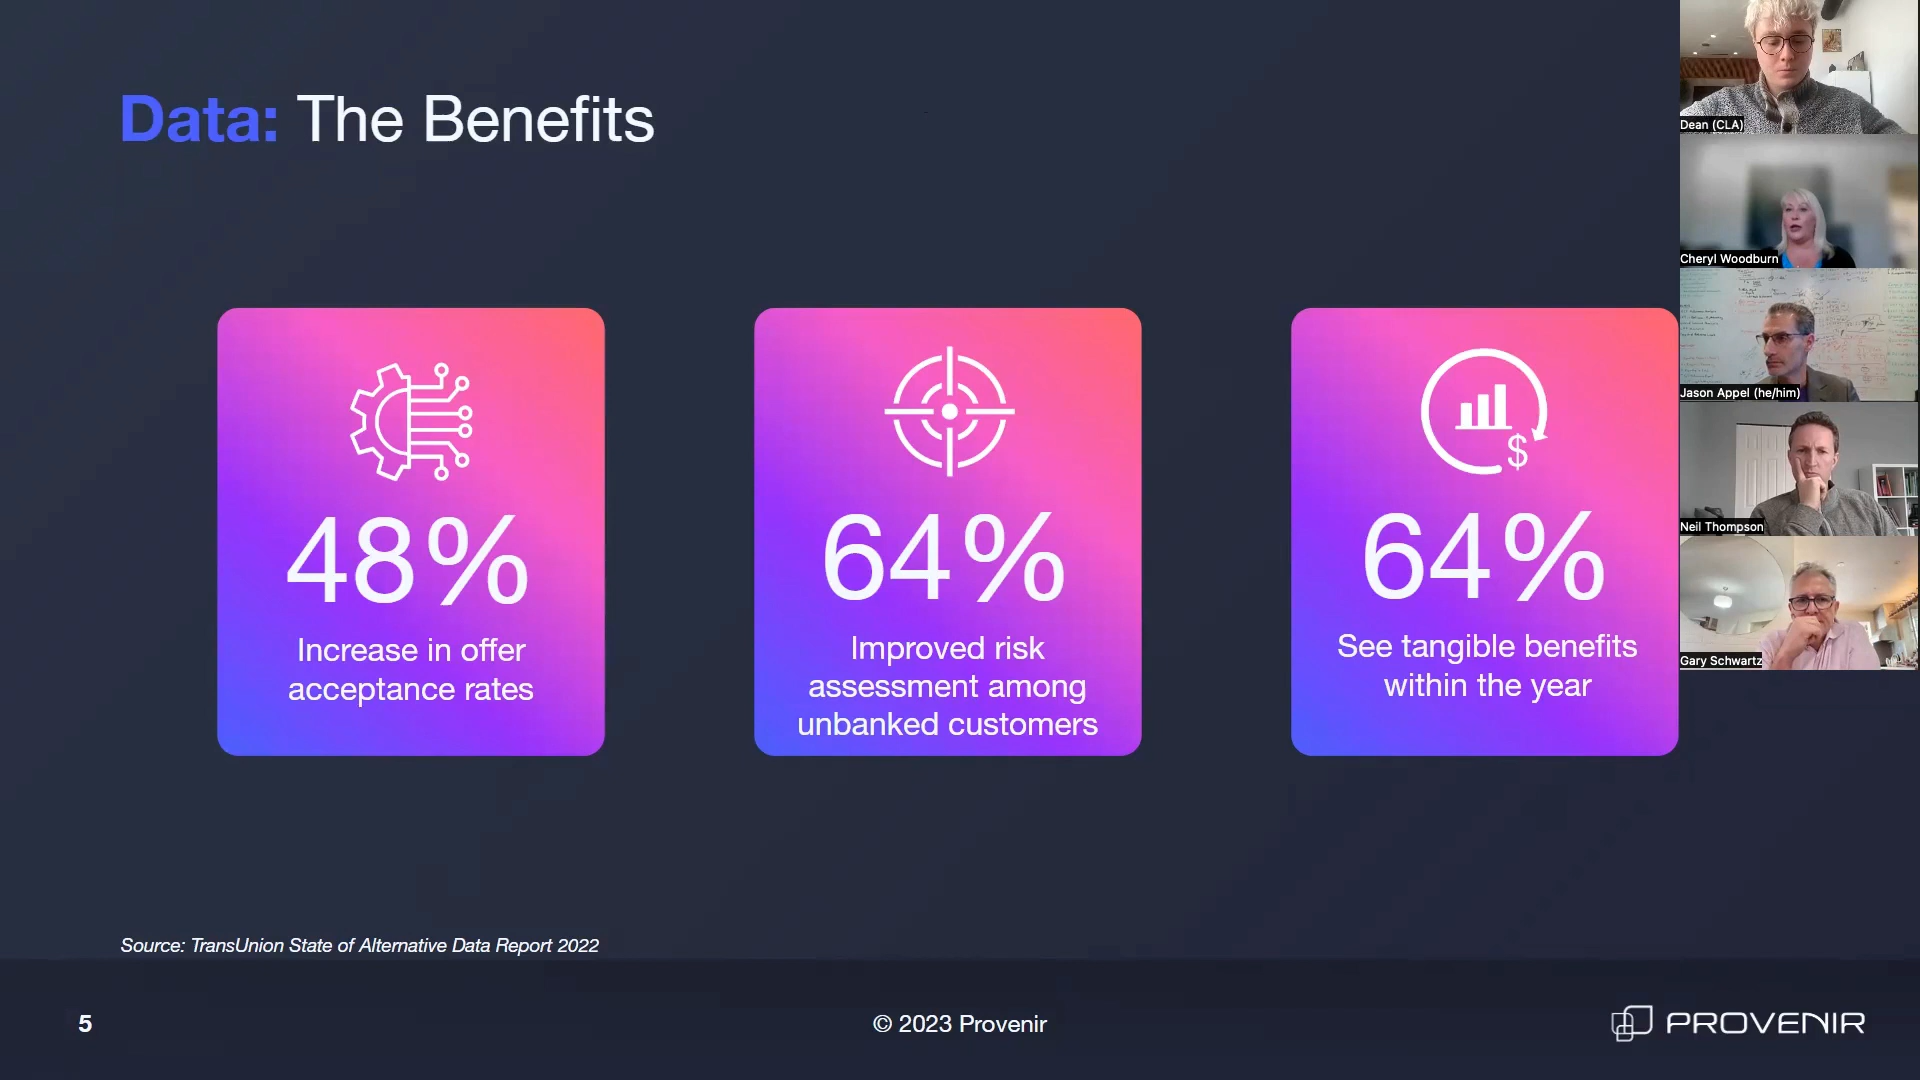 Data: The Benefits
48%
Increase in offer
acceptance rates
64%
Improved risk
assessment among
unbanked customers
$
64%
See tangible benefits
within the year
Source: TransUnion State of Alternative Data Report 2022
5
© 2023 Provenir
PROVENIR
Dean (CLA)
Cheryl Woodburn
Jason Appel (he/him)
Neil Thompson
Gary Schwartz